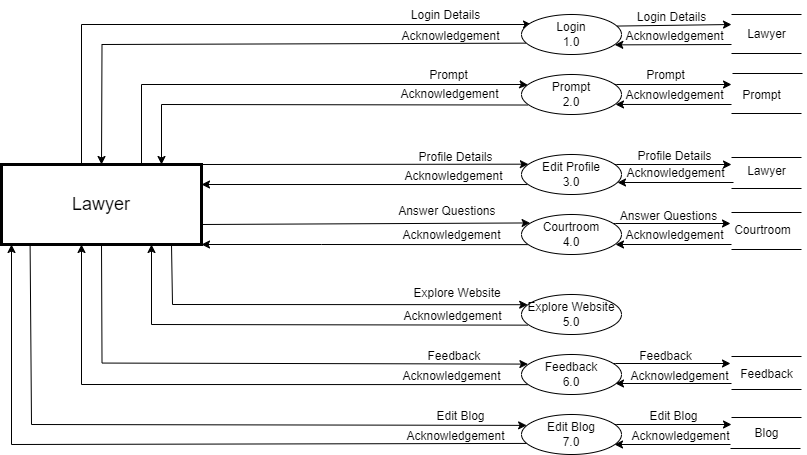 Login Details
Acknowledgement
Login
1.0
Login Details
Acknowledgement
Lawyer
Prompt
Acknowledgement
Prompt
2.0
Prompt
Acknowledgement
Prompt
Profile Details
Acknowledgement
Edit Profile
3.0
Profile Details
Acknowledgement
Lawyer
Lawyer
Answer Questions
Acknowledgement
Courtroom
4.0
Answer Questions
Acknowledgement
Courtroom
Explore Website
Acknowledgement
Explore Website
5.0
Feedback
Acknowledgement
Feedback
6.0
Feedback
Acknowledgement
Feedback
Edit Blog
Acknowledgement
Edit Blog
7.0
Edit Blog
Acknowledgement
Blog